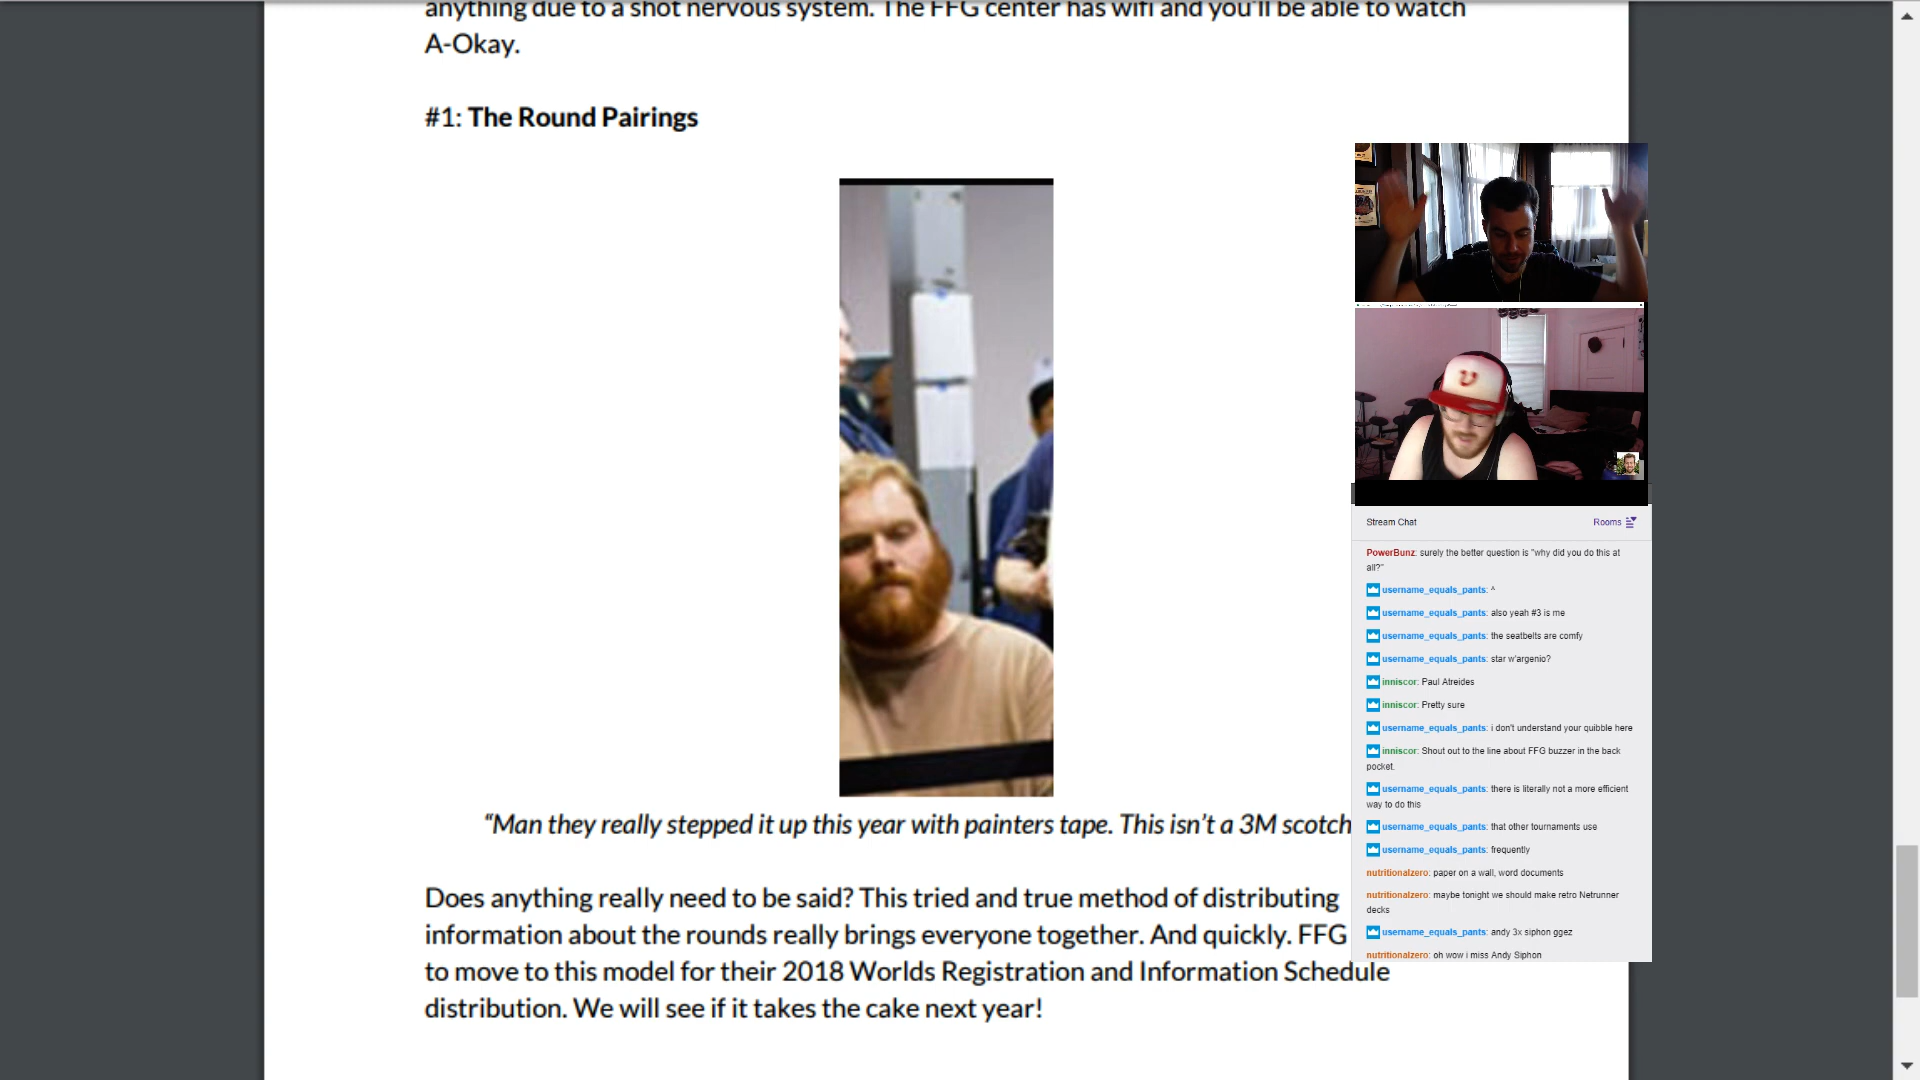 anything due to a shot nervous system. The FFG center has wifi and you'll be able to watch
A-Okay.
#1: The Round Pairings
“Man they really stepped it up this year with painters tape. This isn’t a 3M scotch
Does anything really need to be said? This tried and true method of distributing
information about the rounds really brings everyone together. And quickly. FFG
to move to this model for their 2018 Worlds Registration and Information Schedule
distribution. We will see if it takes the cake next year!
Stream Chat
Rooms
PowerBunz: surely the better question is "why did you do this at
all?"
username_equals_pants: ^
username_equals_pants: also yeah #3 is me
username_equals_pants: the seatbelts are comfy
username_equals_pants: star w'argenio?
inniscor: Paul Atreides
inniscor: Pretty sure
username_equals_pants: i don't understand your quibble here
inniscor: Shout out to the line about FFG buzzer in the back
pocket.
username_equals_pants: there is literally not a more efficient
way to do this
username_equals_pants: that other tournaments use
username_equals_pants: frequently
nutritionalzero: paper on a wall, word documents
nutritionalzero: maybe tonight we should make retro Netrunner
decks
username_equals_pants: andy 3x siphon ggez
nutritionalzero: oh wow i miss Andy Siphon